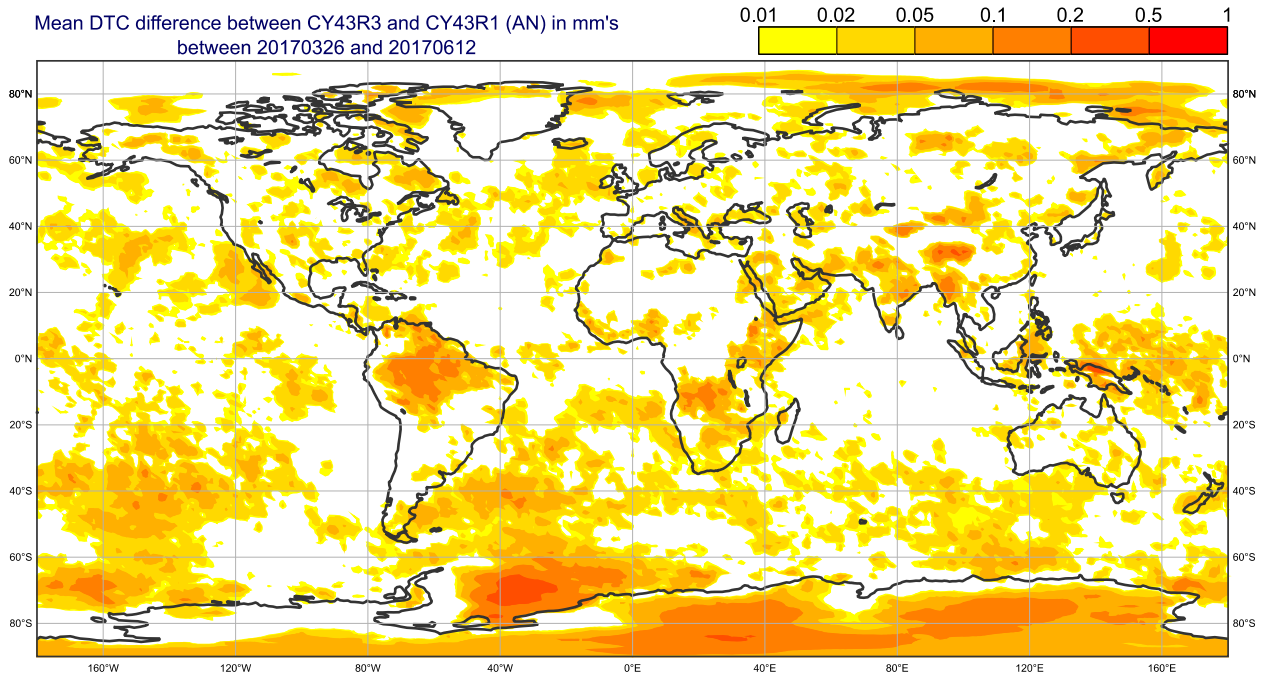 Mean DTC difference between CY43R3 and CY43R1 (AN) in mm's
between 20170326 and 20170612
0.01 0.02 0.05 0.1 0.2 0.5 1
80°N 80°N
60°N 60°N
40°N 40°N
20°N 20°N
0°N 0°N
20°S 20°S
40°S 40°S
60°S 60°S
80°S 80°S
160°W 120°W 80°W 40°W 0°E 40°E 80°E 120°E 160°E